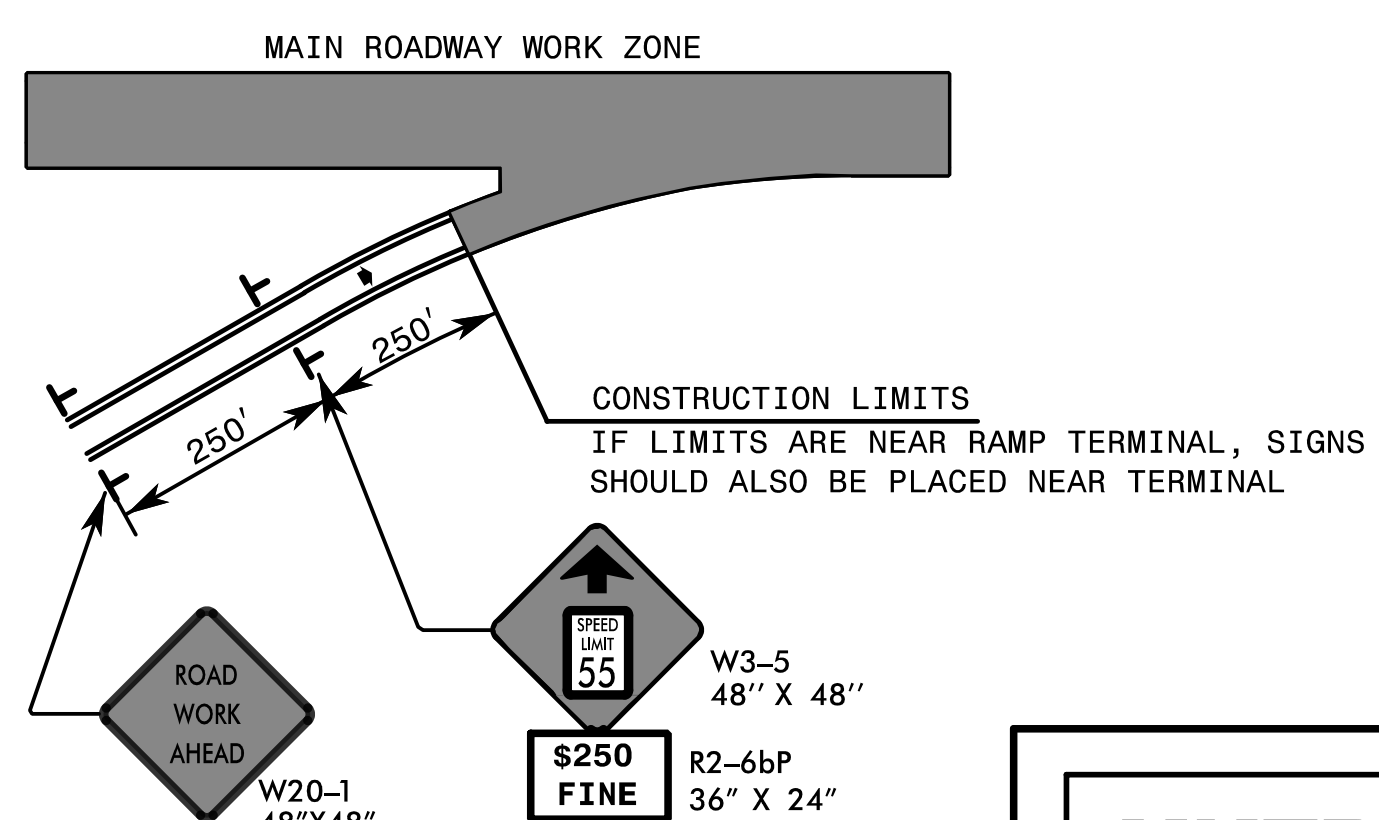 MAIN ROADWAY WORK ZONE
250'
250'
CONSTRUCTION LIMITS
IF LIMITS ARE NEAR RAMP TERMINAL, SIGNS
SHOULD ALSO BE PLACED NEAR TERMINAL
SPEED
LIMIT
55
W3-5
48'' X 48''
$250
FINE
R2-6bP
36" X 24"
ROAD
WORK
AHEAD
W20-1
48"X48"